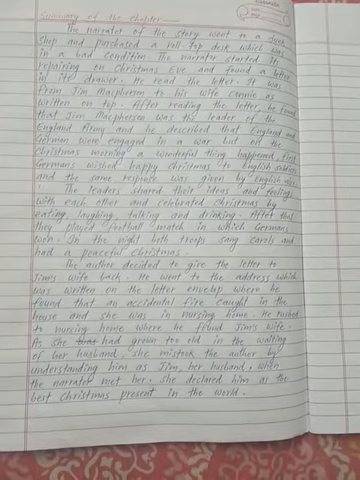 Summary of the chapter
The narrator of the story went to a Junk
shop and purchased a roll-top desk which was
in a bad condition. The narrator started its
repairing on Christmas Eve and found a letter
in its drawer. He read the letter. It was
from Jim Macpherson to his wife Connie as
written on top. After reading the letter, he found
that Jim Macpherson was the leader of the
England Army and be described that England and
German were engaged in a war but on the
Christmas morning a wonderful thing happened, first
Germans wished happy Christmas to English soldiers
and the same response was given by English also.
The leaders shared their ideas and feelings
with each other and celebrated Christmas by
eating, laughing, talking and drinking. After that
they played football match in which Germans
won. In the night both troops sang carols and
had a peaceful Christmas.
The author decided to give the letter to
Jim's wife back. He went to the address which
was written on the letter envelop where he
found that an accidental fire caught in the
house and she was in nursing home. He rushed
to nursing home where he found Jim's wife.
As she had grown too old in the waiting
of her husband, she mistook the author by
understanding him as Jim, her husband, when
the narrator met her. She declared him as the
best Christmas present in the world.